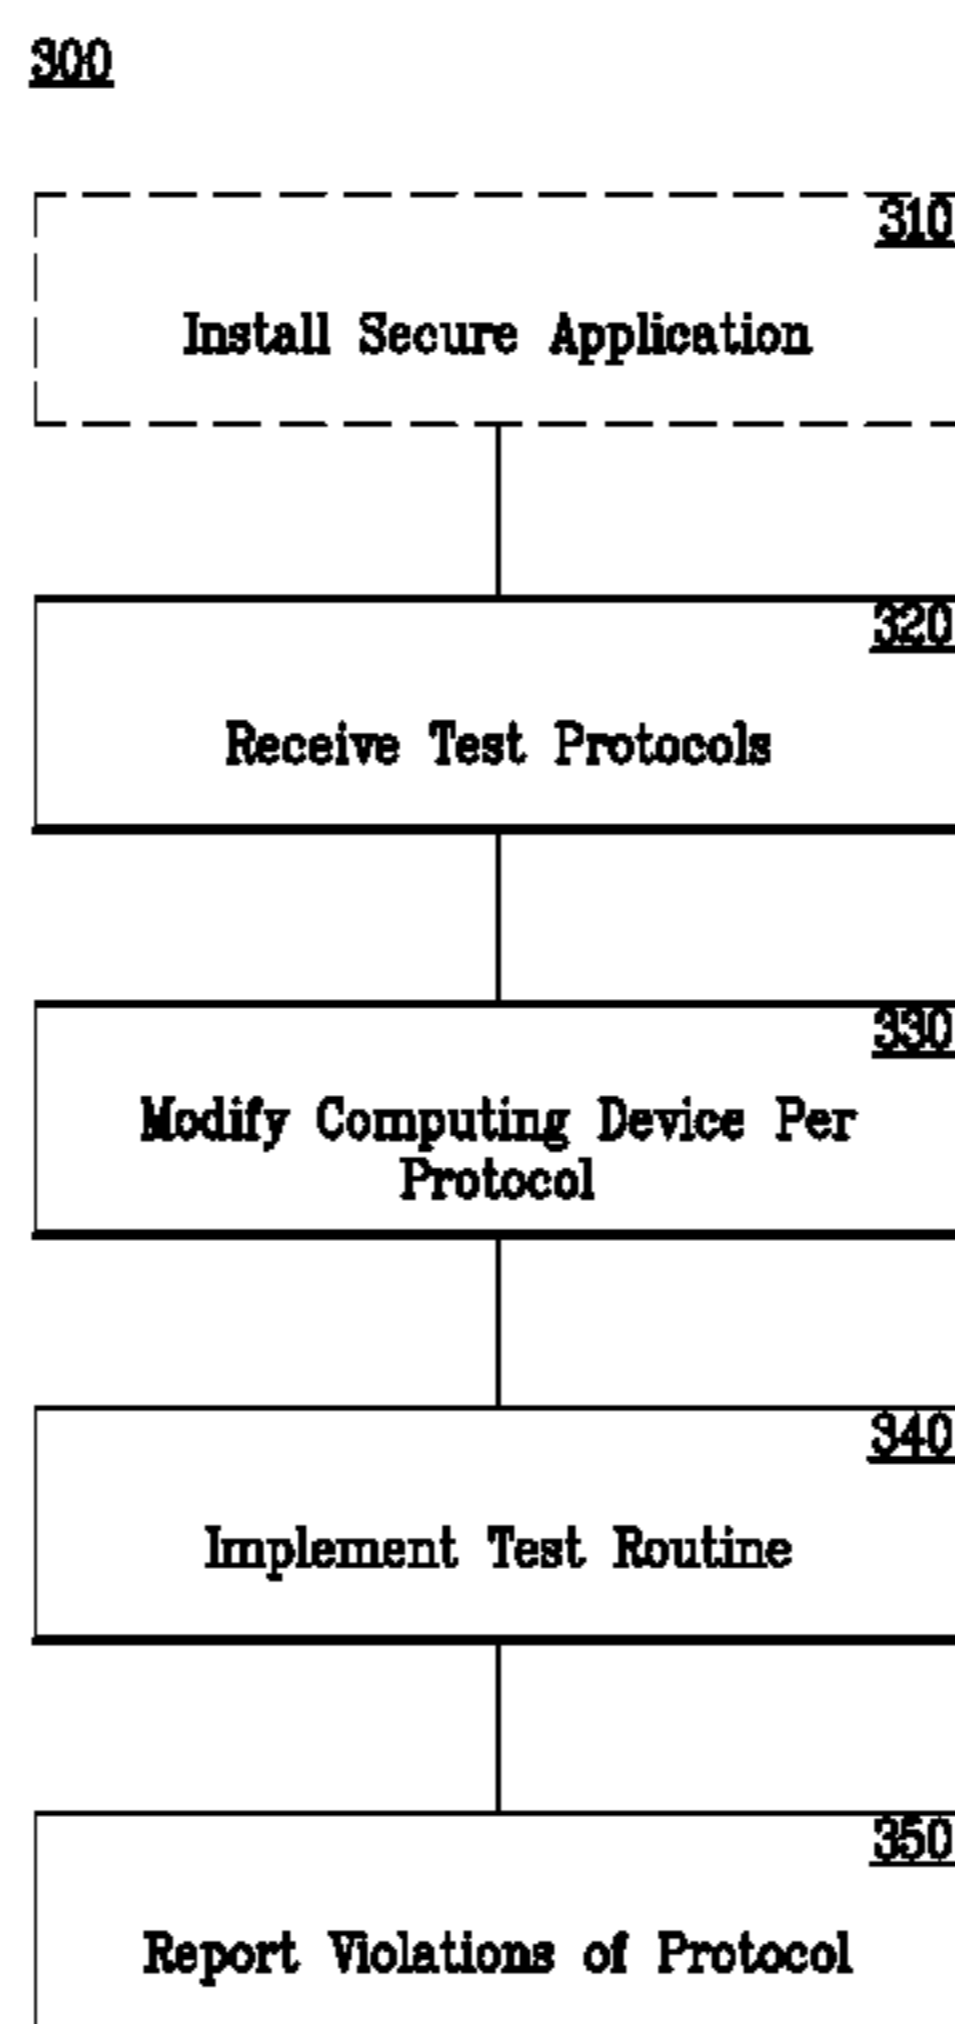 300
310
Install Secure Application
320
Receive Test Protocols
330
Modify Computing Device Per
Protocol
340
Implement Test Routine
350
Report Violations of Protocol